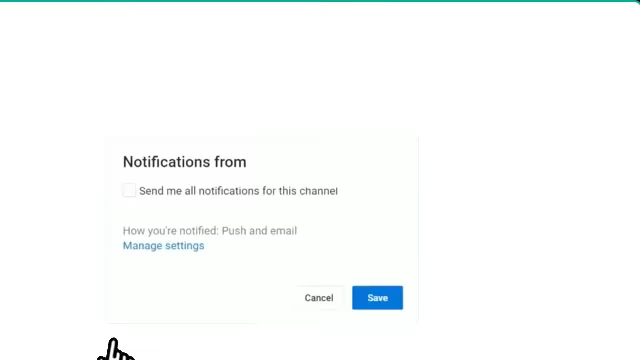 Notifications from
Send me all notifications for this channel
How you're notified: Push and email
Manage settings
Cancel
Save